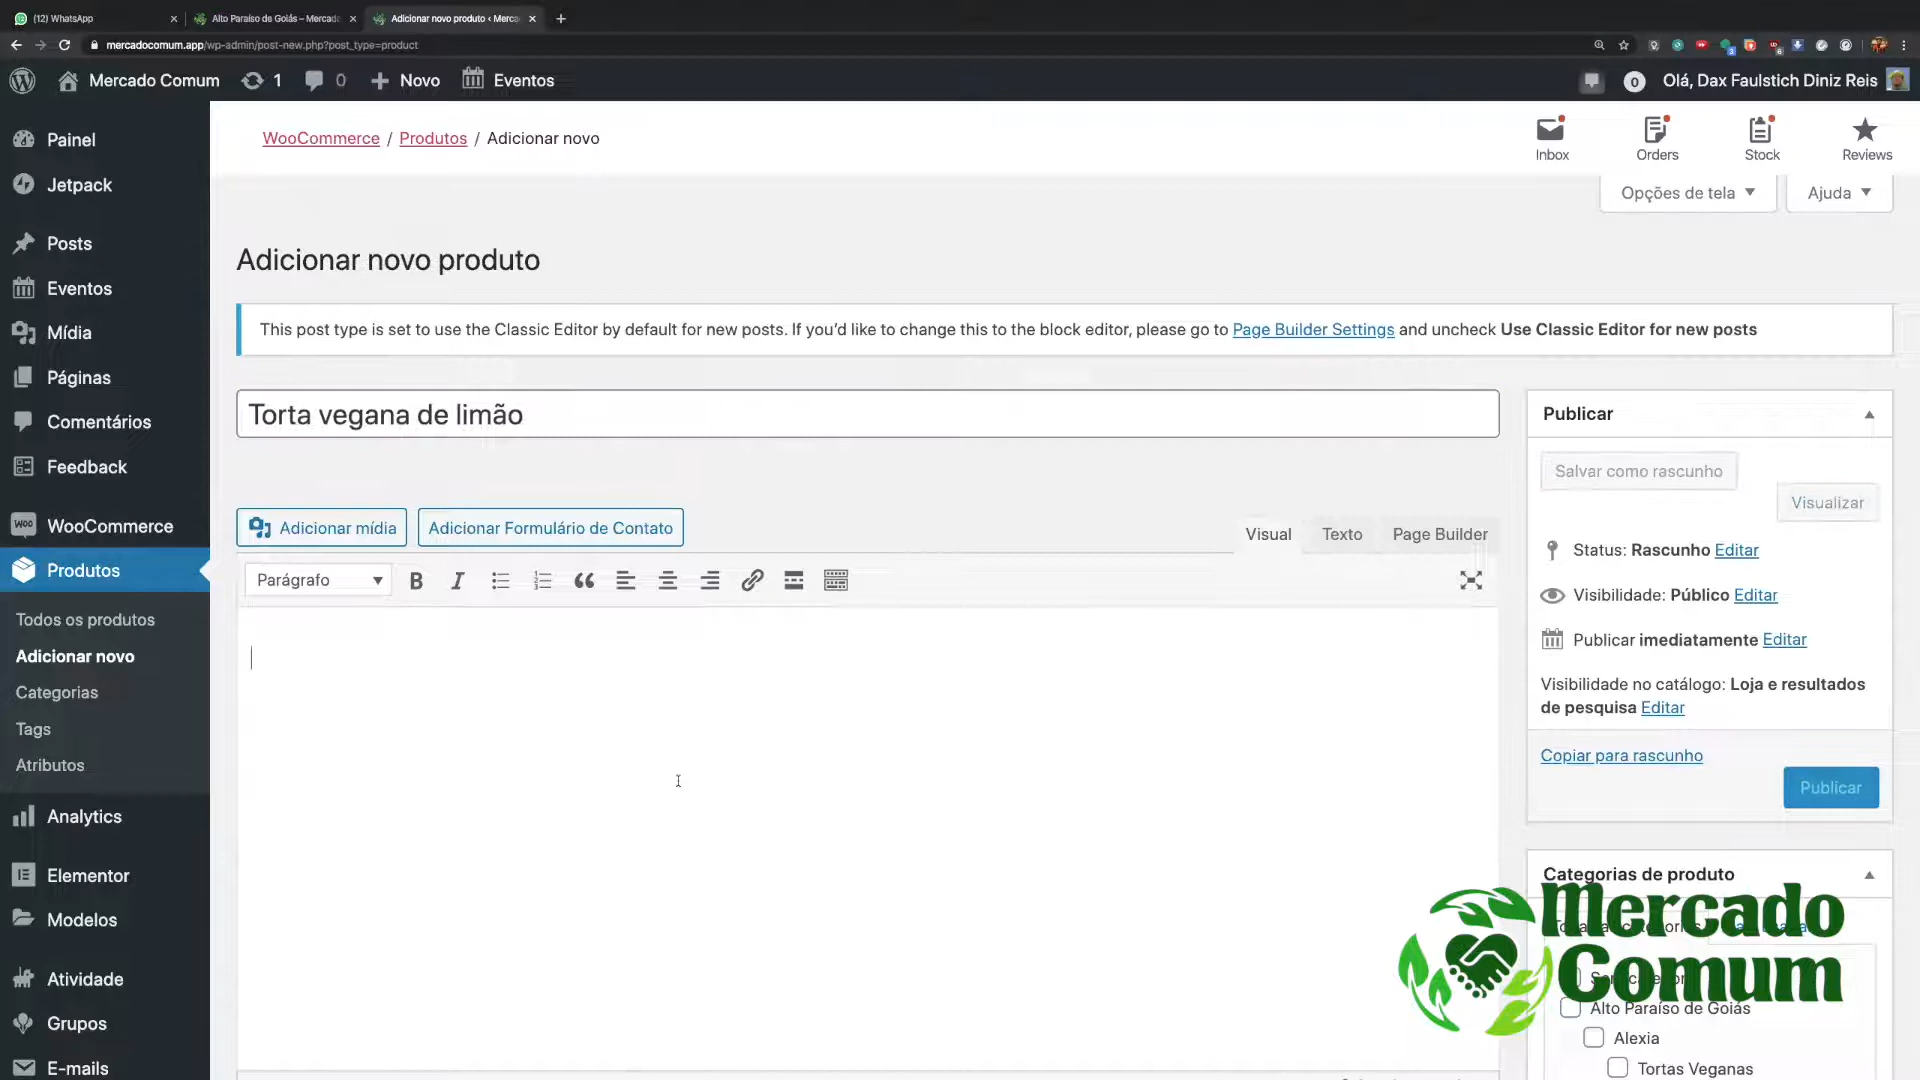 (12) WhatsApp
Alto Paraíso de Goiás – Mercado
Adicionar novo produto ‹ Merca
mercadocomum.app/wp-admin/post-new.php?post_type=product
Mercado Comum
1
0
Novo
Eventos
0
Olá, Dax Faulstich Diniz Reis
Painel
Jetpack
Posts
Eventos
Mídia
Páginas
Comentários
Feedback
WooCommerce
Produtos
Todos os produtos
Adicionar novo
Categorias
Tags
Atributos
Analytics
Elementor
Modelos
Atividade
Grupos
E-mails
WooCommerce / Produtos / Adicionar novo
Inbox
Orders
Stock
Reviews
Opções de tela
Ajuda
Adicionar novo produto
This post type is set to use the Classic Editor by default for new posts. If you'd like to change this to the block editor, please go to Page Builder Settings and uncheck Use Classic Editor for new posts
Torta vegana de limão
Adicionar mídia
Adicionar Formulário de Contato
Visual
Texto
Page Builder
Parágrafo
Publicar
Salvar como rascunho
Visualizar
Status: Rascunho Editar
Visibilidade: Público Editar
Publicar imediatamente Editar
Visibilidade no catálogo: Loja e resultados
de pesquisa Editar
Copiar para rascunho
Publicar
Categorias de produto
Mercado
Comum
Alto Paraíso de Goiás
Alexia
Tortas Veganas